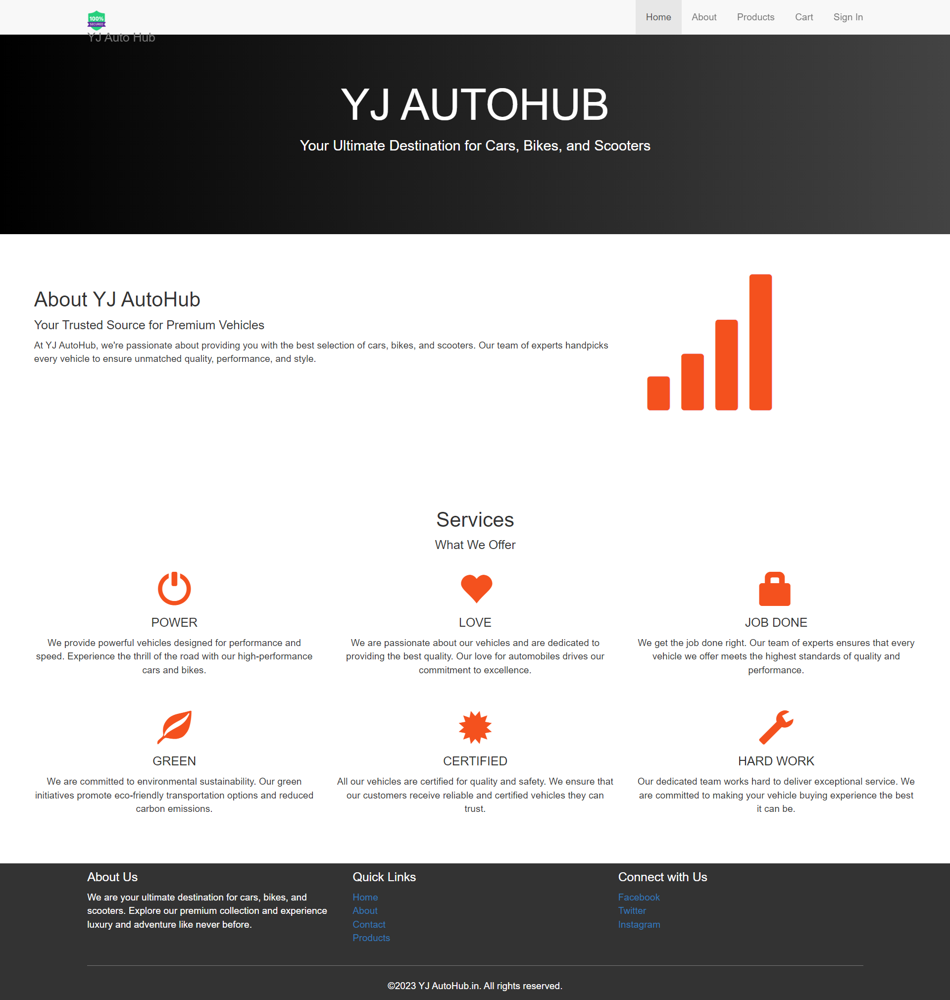 100%
SECURED
YJ Auto Hub
Home
About
Products
Cart
Sign In
YJ AUTOHUB
Your Ultimate Destination for Cars, Bikes, and Scooters
About YJ AutoHub
Your Trusted Source for Premium Vehicles
At YJ AutoHub, we're passionate about providing you with the best selection of cars, bikes, and scooters. Our team of experts handpicks
every vehicle to ensure unmatched quality, performance, and style.
Services
What We Offer
POWER
We provide powerful vehicles designed for performance and
speed. Experience the thrill of the road with our high-performance
cars and bikes.
LOVE
We are passionate about our vehicles and are dedicated to
providing the best quality. Our love for automobiles drives our
commitment to excellence.
JOB DONE
We get the job done right. Our team of experts ensures that every
vehicle we offer meets the highest standards of quality and
performance.
GREEN
We are committed to environmental sustainability. Our green
initiatives promote eco-friendly transportation options and reduced
carbon emissions.
CERTIFIED
All our vehicles are certified for quality and safety. We ensure that
our customers receive reliable and certified vehicles they can
trust.
HARD WORK
Our dedicated team works hard to deliver exceptional service. We
are committed to making your vehicle buying experience the best
it can be.
About Us
We are your ultimate destination for cars, bikes, and
scooters. Explore our premium collection and experience
luxury and adventure like never before.
Quick Links
Home
About
Contact
Products
Connect with Us
Facebook
Twitter
Instagram
©2023 YJ AutoHub.in. All rights reserved.